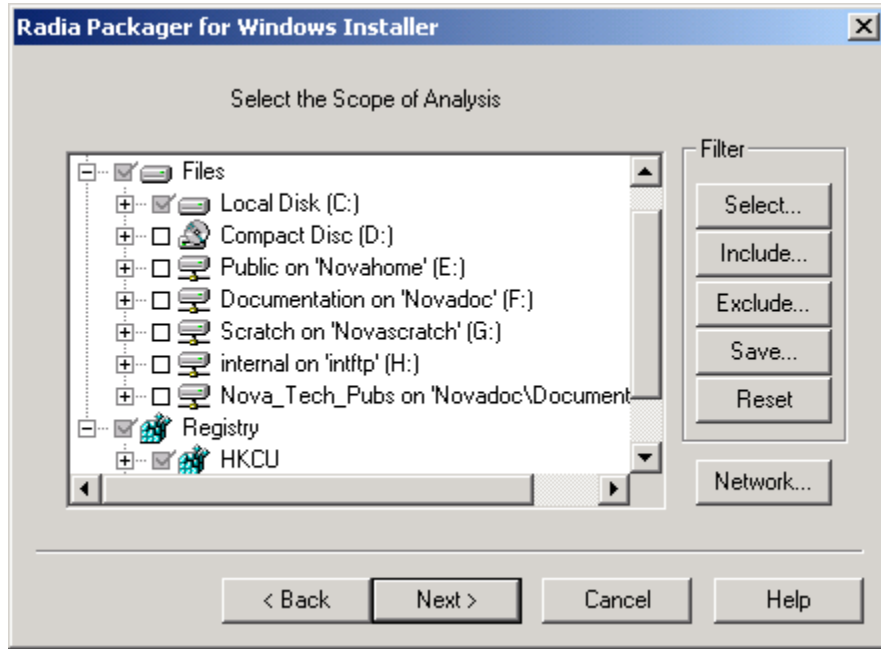 Radia Packager for Windows Installer
Select the Scope of Analysis
Files
Local Disk (C:)
Compact Disc (D:)
Public on 'Novahome' (E:)
Documentation on 'Novadoc' (F:)
Scratch on 'Novascratch' (G:)
internal on 'intftp' (H:)
Nova_Tech_Pubs on 'Novadoc\Document
Registry
HKCU
Filter
Select...
Include...
Exclude...
Save...
Reset
Network...
< Back
Next >
Cancel
Help